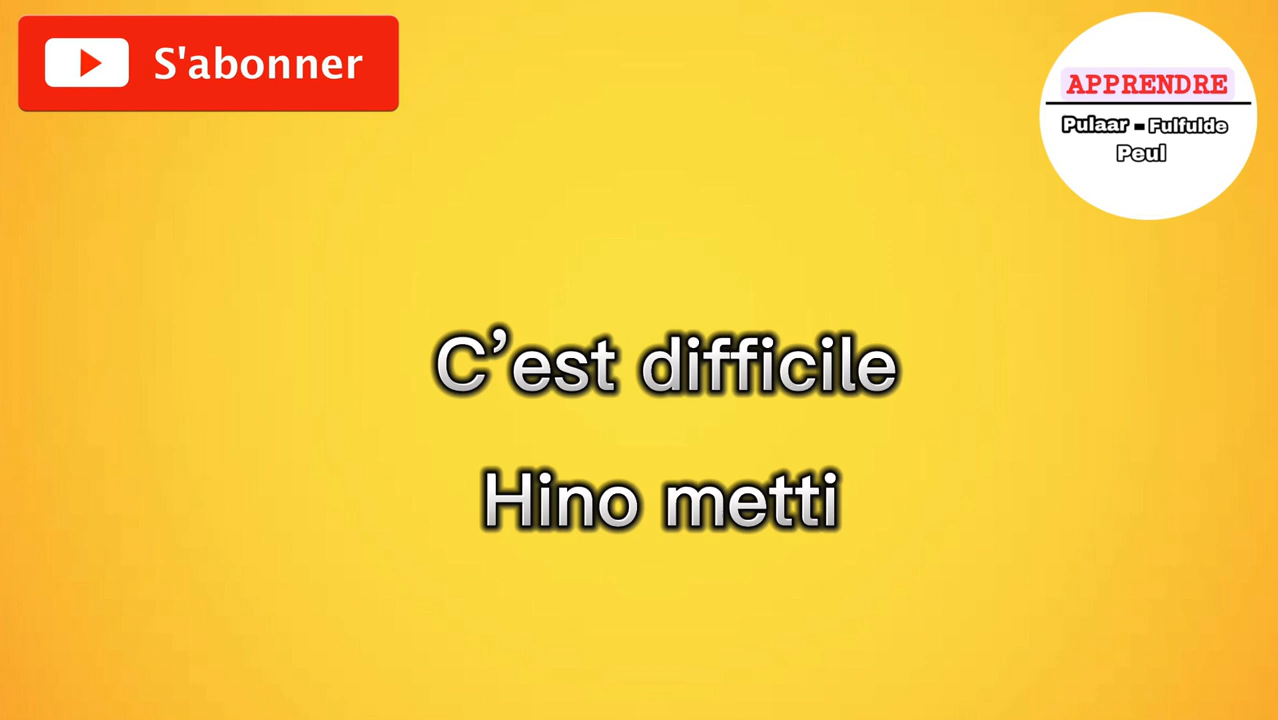 S'abonner
APPRENDRE
Pulaar - Fulfulde
Peul
C'est difficile
Hino metti